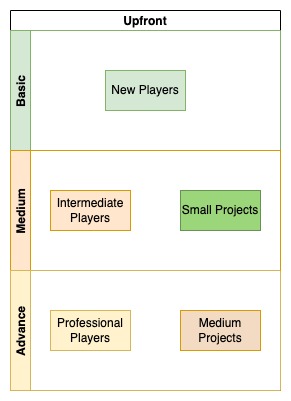 Upfront
Basic
New Players
Medium
Intermediate
Players
Small Projects
Advance
Professional
Players
Medium
Projects